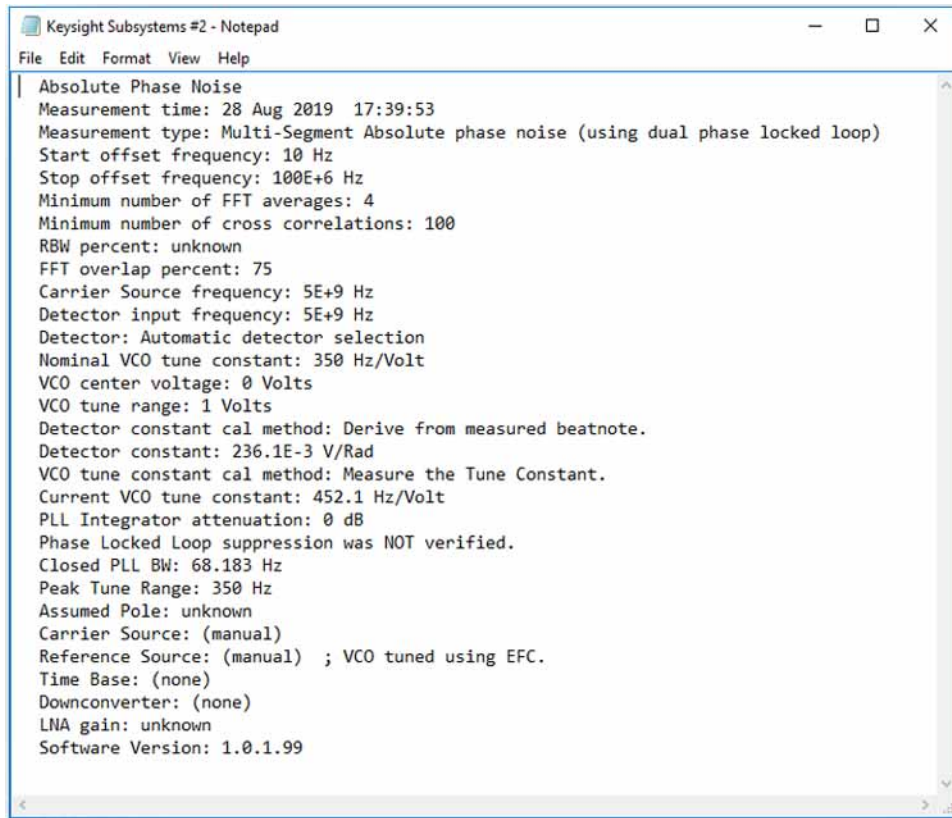 Keysight Subsystems #2 - Notepad
File Edit Format View Help
Absolute Phase Noise
Measurement time: 28 Aug 2019  17:39:53
Measurement type: Multi-Segment Absolute phase noise (using dual phase locked loop)
Start offset frequency: 10 Hz
Stop offset frequency: 100E+6 Hz
Minimum number of FFT averages: 4
Minimum number of cross correlations: 100
RBW percent: unknown
FFT overlap percent: 75
Carrier Source frequency: 5E+9 Hz
Detector input frequency: 5E+9 Hz
Detector: Automatic detector selection
Nominal VCO tune constant: 350 Hz/Volt
VCO center voltage: 0 Volts
VCO tune range: 1 Volts
Detector constant cal method: Derive from measured beatnote.
Detector constant: 236.1E-3 V/Rad
VCO tune constant cal method: Measure the Tune Constant.
Current VCO tune constant: 452.1 Hz/Volt
PLL Integrator attenuation: 0 dB
Phase Locked Loop suppression was NOT verified.
Closed PLL BW: 68.183 Hz
Peak Tune Range: 350 Hz
Assumed Pole: unknown
Carrier Source: (manual)
Reference Source: (manual)  ; VCO tuned using EFC.
Time Base: (none)
Downconverter: (none)
LNA gain: unknown
Software Version: 1.0.1.99